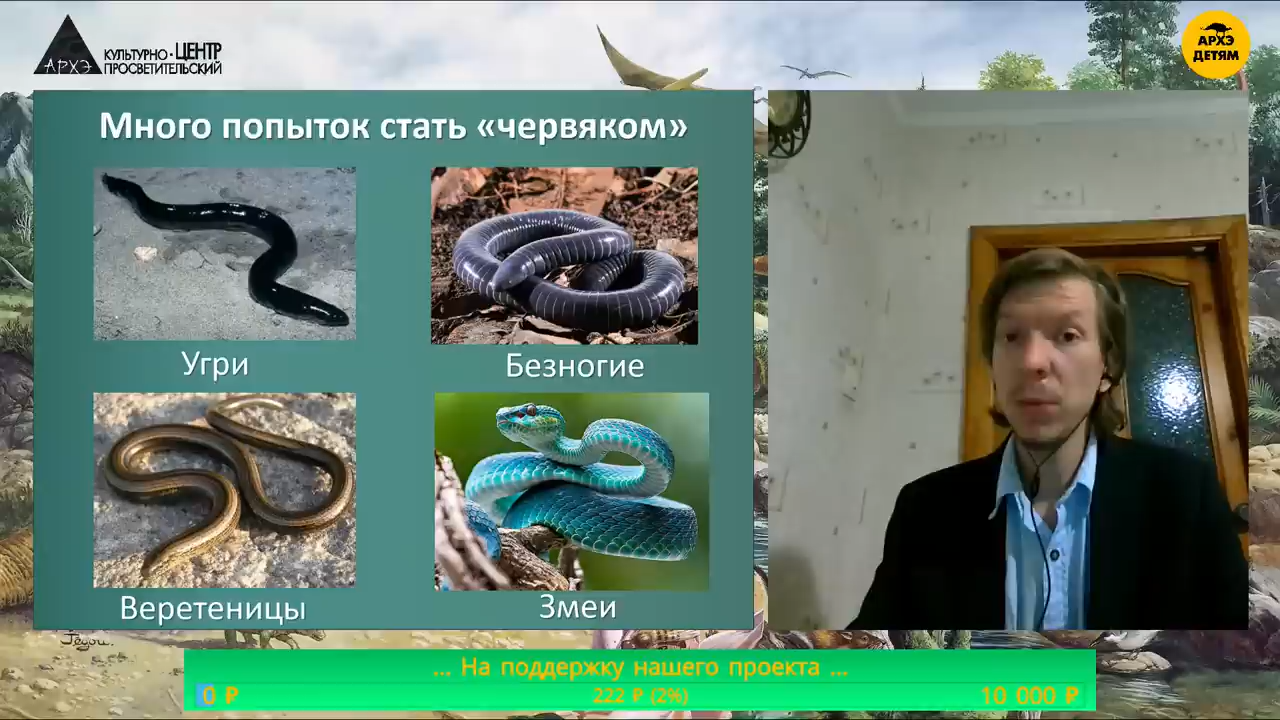 АРХЭ
КУЛЬТУРНО · ЦЕНТР
ПРОСВЕТИТЕЛЬСКИЙ
АРХЭ
ДЕТЯМ
Много попыток стать «червяком»
Угри
Безногие
Веретеницы
Змеи
... На поддержку нашего проекта ...
0 ₽
222 ₽ (2%)
10 000 ₽